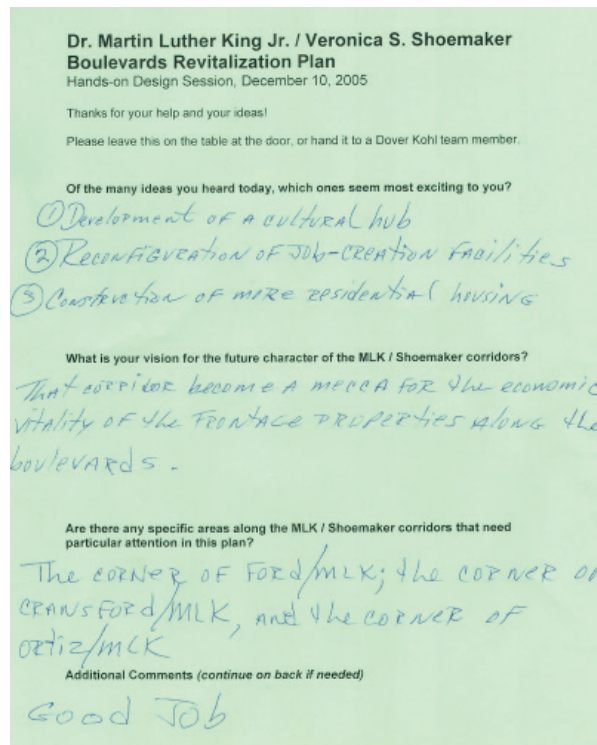 Dr. Martin Luther King Jr. / Veronica S. Shoemaker
Boulevards Revitalization Plan
Hands-on Design Session, December 10, 2005
Thanks for your help and your ideas!
Please leave this on the table at the door, or hand it to a Dover Kohl team member.
Of the many ideas you heard today, which ones seem most exciting to you?
① Development of a cultural hub
② Reconfiguration of Job-creation facilities
③ Construction of more residential housing
What is your vision for the future character of the MLK / Shoemaker corridors?
That corridor become a mecca for the economic
vitality of the frontage properties along the
boulevards.
Are there any specific areas along the MLK / Shoemaker corridors that need
particular attention in this plan?
The corner of Ford/MLK; the corner of
Cransford/MLK, and the corner of
Ortiz/MLK
Additional Comments (continue on back if needed)
Good Job